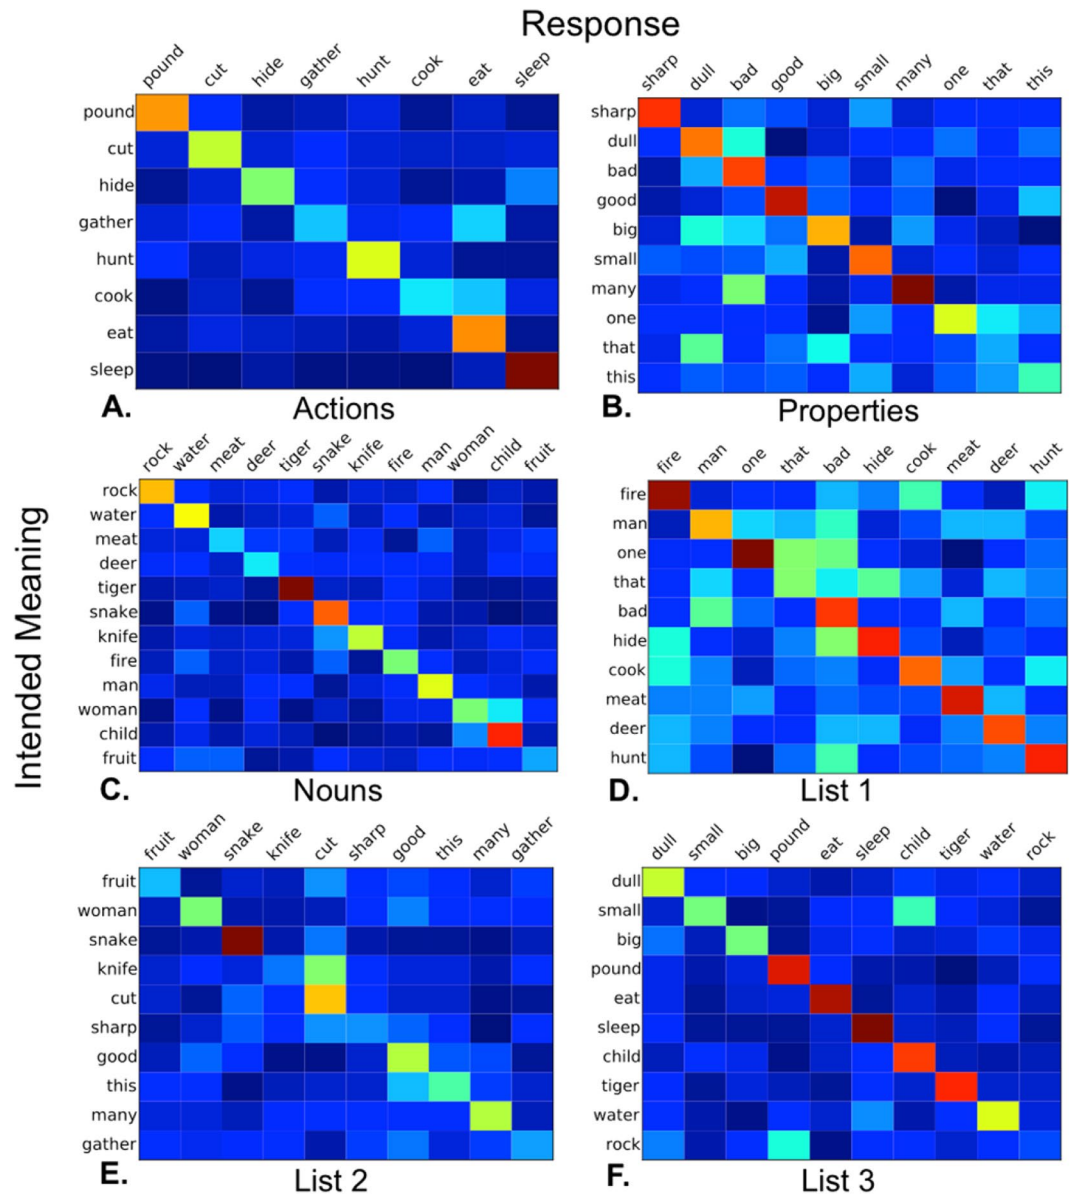 Response
pound cut hide gather hunt cook eat sleep
pound
cut
hide
gather
hunt
cook
eat
sleep
A. Actions
sharp dull bad good big small many one that this
sharp
dull
bad
good
big
small
many
one
that
this
B. Properties
Intended Meaning
rock water meat deer tiger snake knife fire man woman child fruit
rock
water
meat
deer
tiger
snake
knife
fire
man
woman
child
fruit
C. Nouns
fire man one that bad hide cook meat deer hunt
fire
man
one
that
bad
hide
cook
meat
deer
hunt
D. List 1
fruit woman snake knife cut sharp good this many gather
fruit
woman
snake
knife
cut
sharp
good
this
many
gather
E. List 2
dull small big pound eat sleep child tiger water rock
dull
small
big
pound
eat
sleep
child
tiger
water
rock
F. List 3